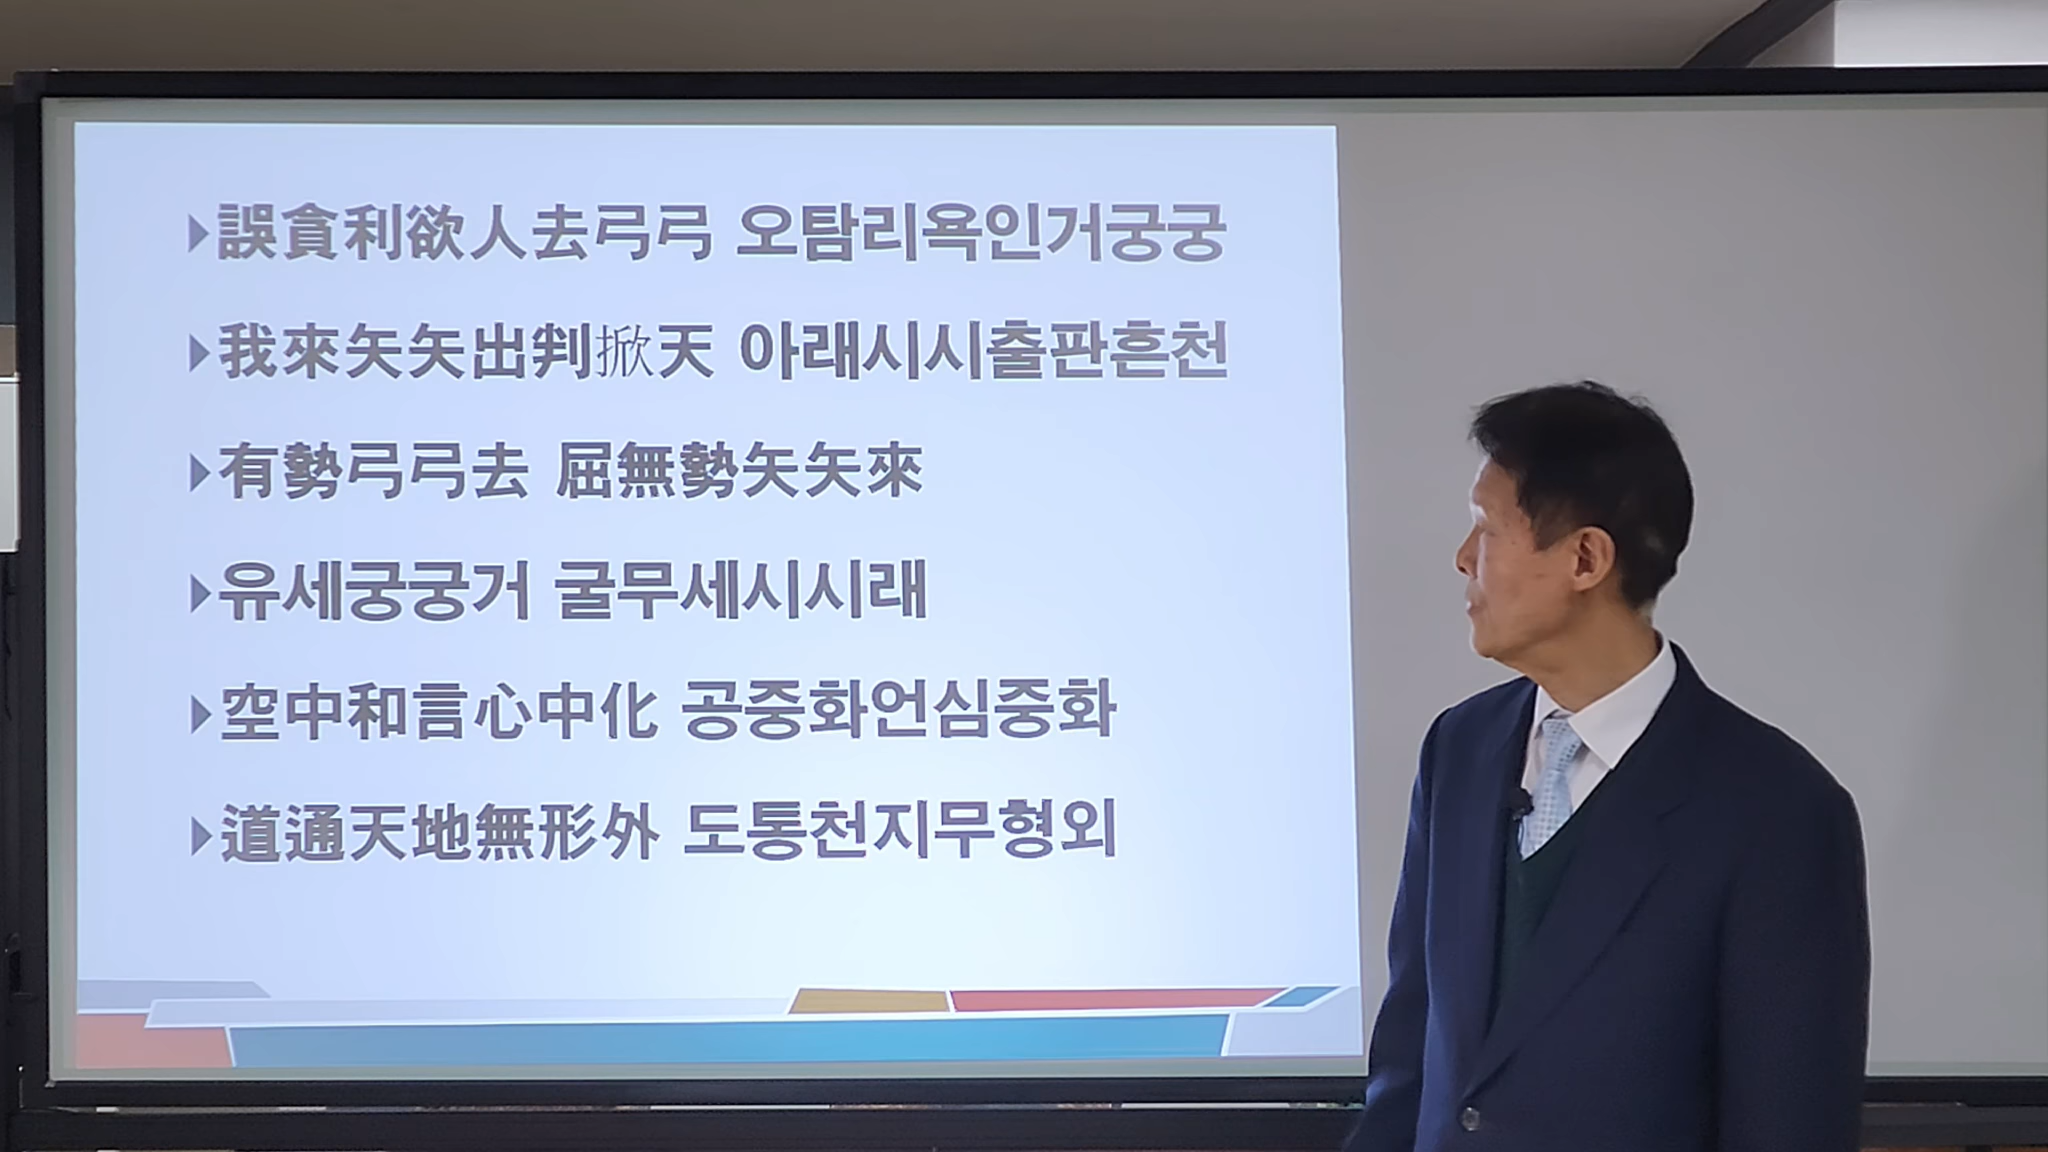 ▸誤貪利欲人去弓弓 오탐리욕인거궁궁
▸我來矢矢出判掀天 아래시시출판흔천
▸有勢弓弓去 屈無勢矢矢來
▸유세궁궁거 굴무세시시래
▸空中和言心中化 공중화언심중화
▸道通天地無形外 도통천지무형외